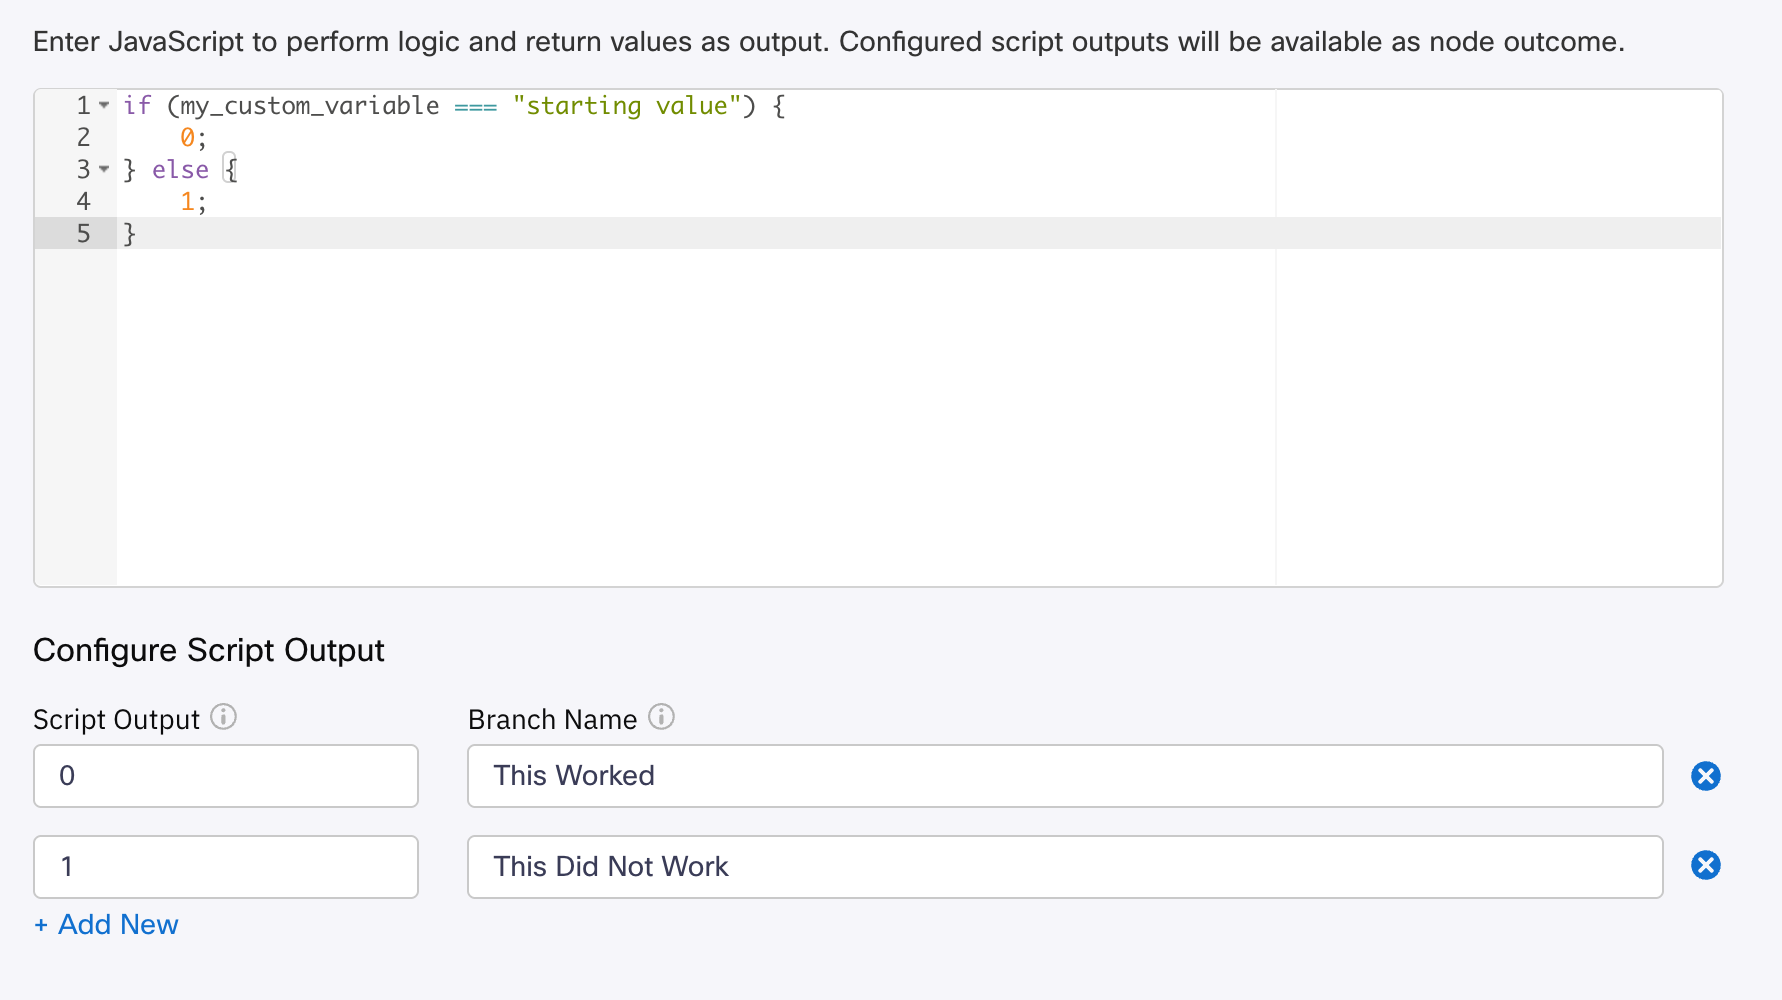 Enter JavaScript to perform logic and return values as output. Configured script outputs will be available as node outcome.
1 if (my_custom_variable === "starting value") {
2     0;
3 } else {
4     1;
5 }
Configure Script Output
Script Output Branch Name
0 This Worked
1 This Did Not Work
+ Add New